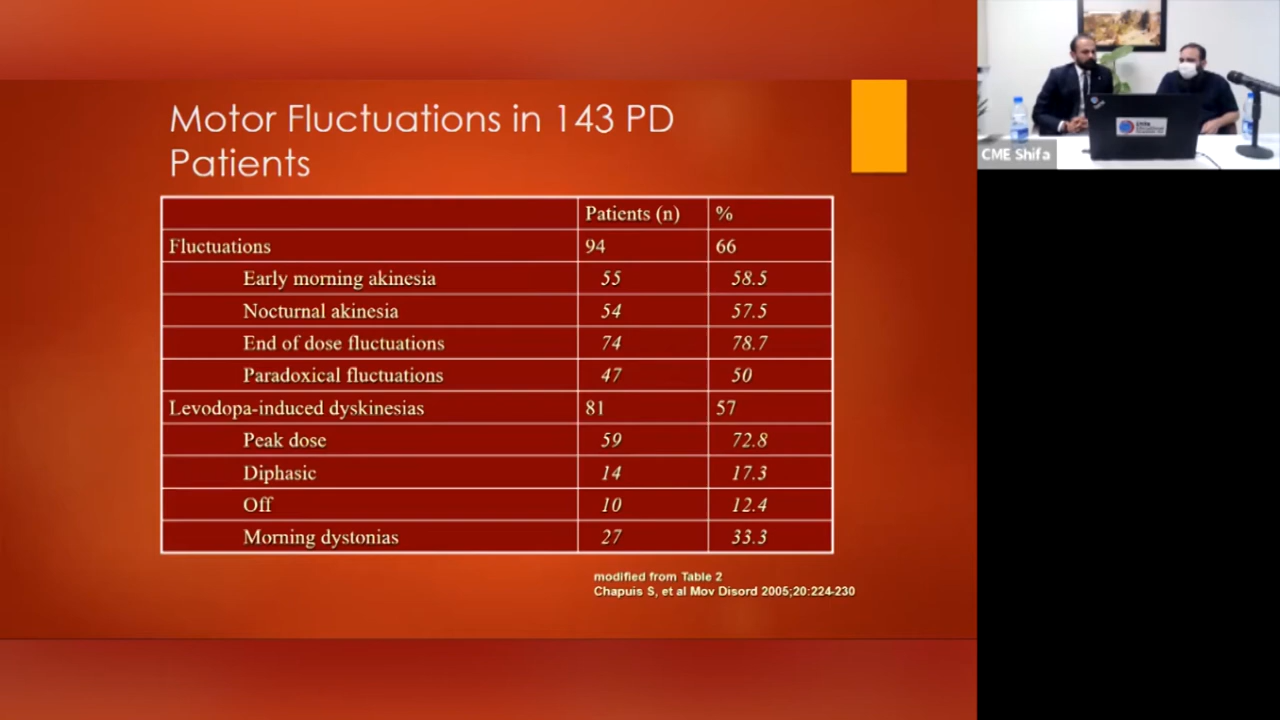 Motor Fluctuations in 143 PD
Patients
Patients (n) %
Fluctuations 94 66
Early morning akinesia 55 58.5
Nocturnal akinesia 54 57.5
End of dose fluctuations 74 78.7
Paradoxical fluctuations 47 50
Levodopa-induced dyskinesias 81 57
Peak dose 59 72.8
Diphasic 14 17.3
Off 10 12.4
Morning dystonias 27 33.3
modified from Table 2
Chapuis S, et al Mov Disord 2005;20:224-230
CME Shifa